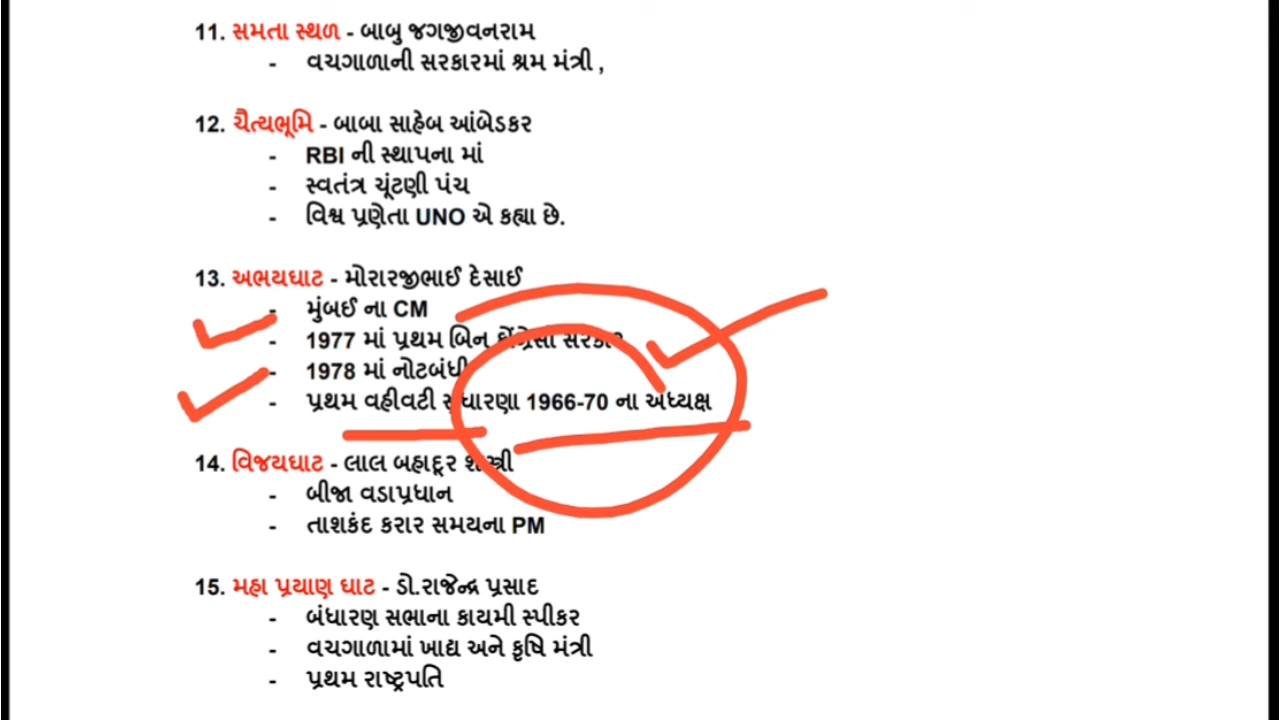 11. સમતા સ્થળ - બાબુ જગજીવનરામ
- વચગાળાની સરકારમાં શ્રમ મંત્રી ,
12. ચૈત્યભૂમિ - બાબા સાહેબ આંબેડકર
- RBI ની સ્થાપના માં
- સ્વતંત્ર ચૂંટણી પંચ
- વિશ્વ પ્રણેતા UNO એ કહ્યા છે.
13. અભયઘાટ - મોરારજીભાઈ દેસાઈ
- મુંબઈ ના CM
- 1977 માં પ્રથમ બિન કોંગ્રેસી સરકાર
- 1978 માં નોટબંધી
- પ્રથમ વહીવટી સુધારણા 1966-70 ના અધ્યક્ષ
14. વિજયઘાટ - લાલ બહાદૂર શાસ્ત્રી
- બીજા વડાપ્રધાન
- તાશકંદ કરાર સમયના PM
15. મહા પ્રયાણ ઘાટ - ડો.રાજેન્દ્ર પ્રસાદ
- બંધારણ સભાના કાયમી સ્પીકર
- વચગાળામાં ખાદ્ય અને કૃષિ મંત્રી
- પ્રથમ રાષ્ટ્રપતિ